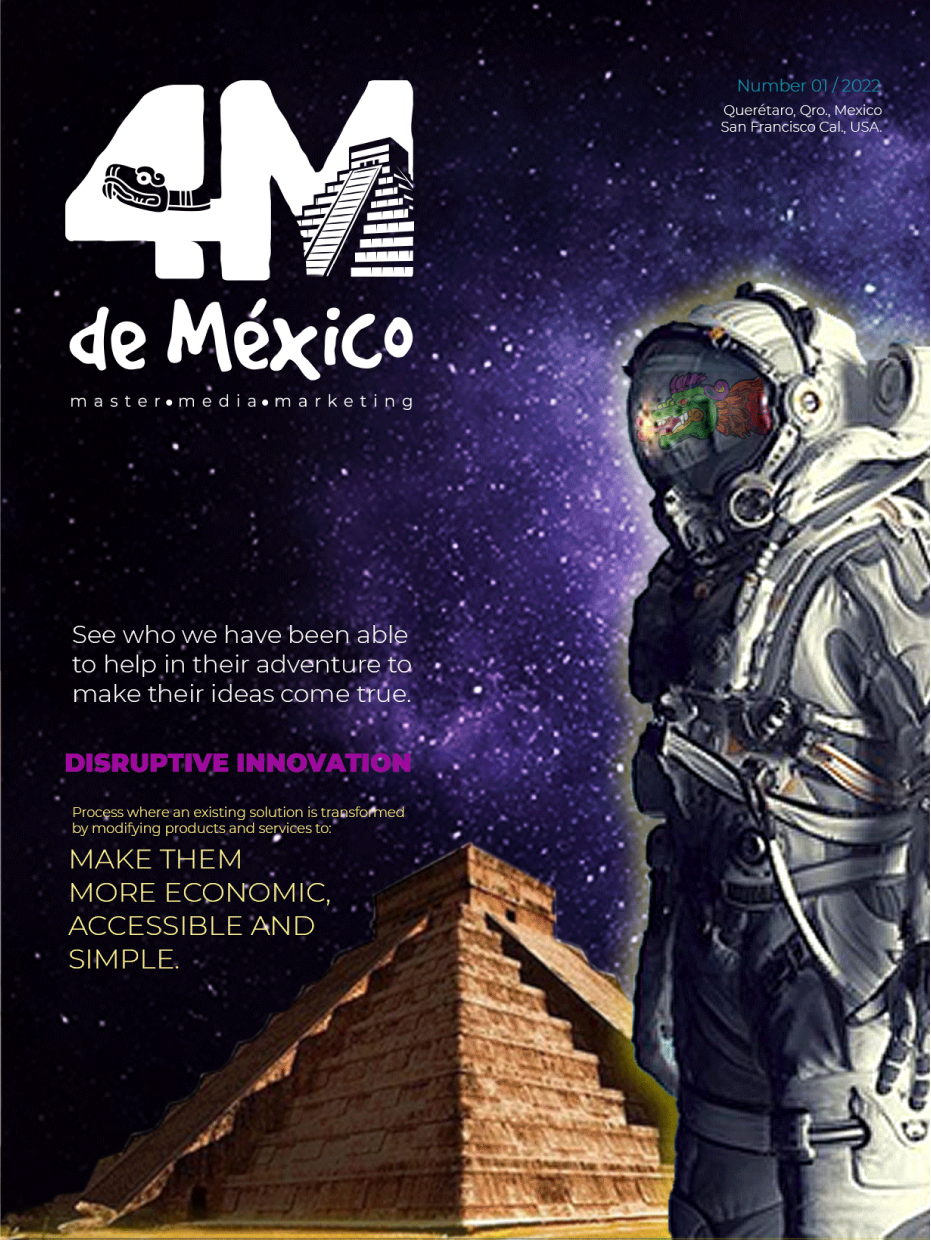 4M
de México
master•media•marketing
Number 01 / 2022
Querétaro, Qro., Mexico
San Francisco Cal., USA.
See who we have been able
to help in their adventure to
make their ideas come true.
DISRUPTIVE INNOVATION
Process where an existing solution is transformed
by modifying products and services to:
MAKE THEM
MORE ECONOMIC,
ACCESSIBLE AND
SIMPLE.